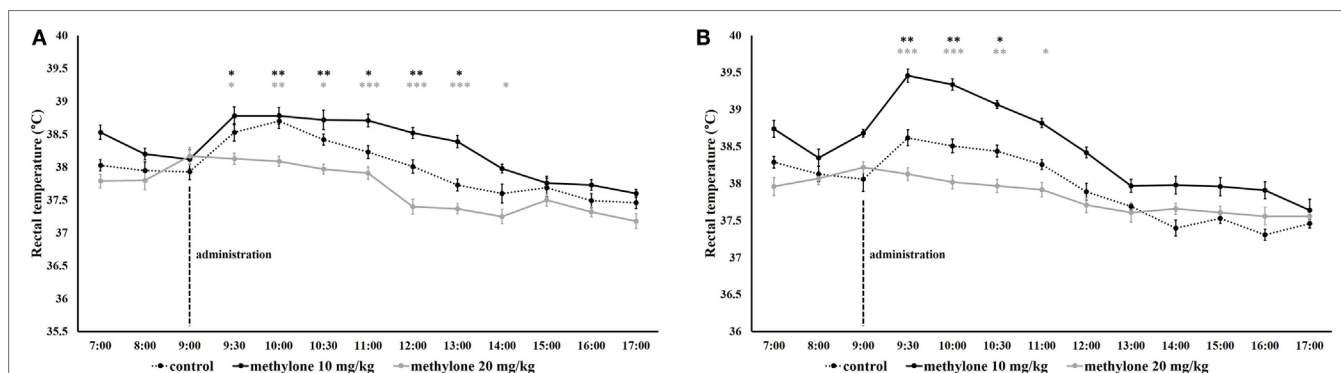 A
40
39.5
39
38.5
38
37.5
37
36.5
36
35.5
Rectal temperature (°C)
* ** ** * ** *
* ** * *** *** *** *
administration
7:00 8:00 9:00 9:30 10:00 10:30 11:00 12:00 13:00 14:00 15:00 16:00 17:00
control methylone 10 mg/kg methylone 20 mg/kg
B
40
39.5
39
38.5
38
37.5
37
36.5
36
Rectal temperature (°C)
** ** *
*** *** ** *
administration
7:00 8:00 9:00 9:30 10:00 10:30 11:00 12:00 13:00 14:00 15:00 16:00 17:00
control methylone 10 mg/kg methylone 20 mg/kg